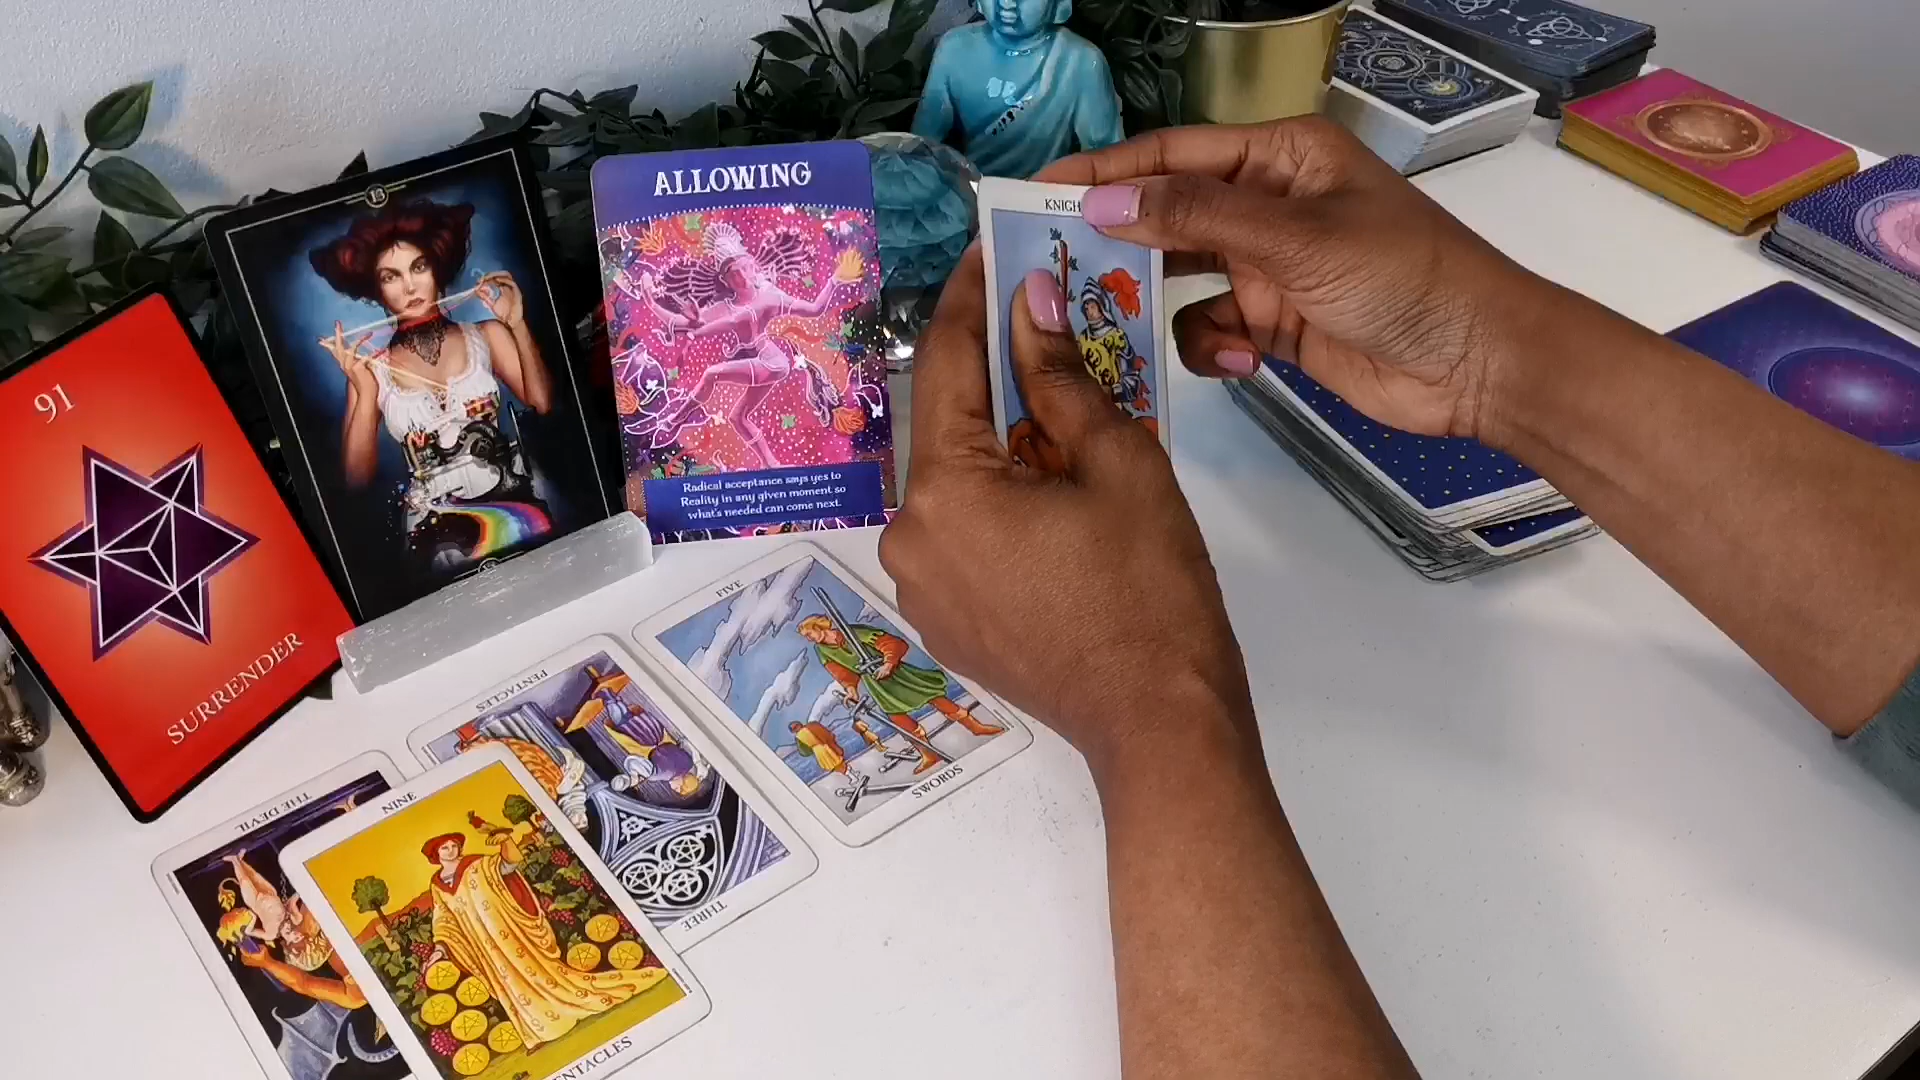 91
SURRENDER
13
ALLOWING
Radical acceptance says yes to
Reality in any given moment so
what's needed can come next.
KNIGH
FIVE
SWORDS
PENTACLES
THREE
THE DEVIL
NINE
ENTACLES